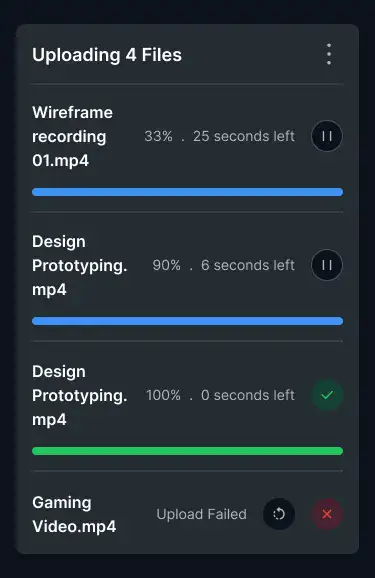 Uploading 4 Files
Wireframe
recording
01.mp4
33% . 25 seconds left
Design
Prototyping.
mp4
90% . 6 seconds left
Design
Prototyping.
mp4
100% . 0 seconds left
Gaming
Video.mp4
Upload Failed